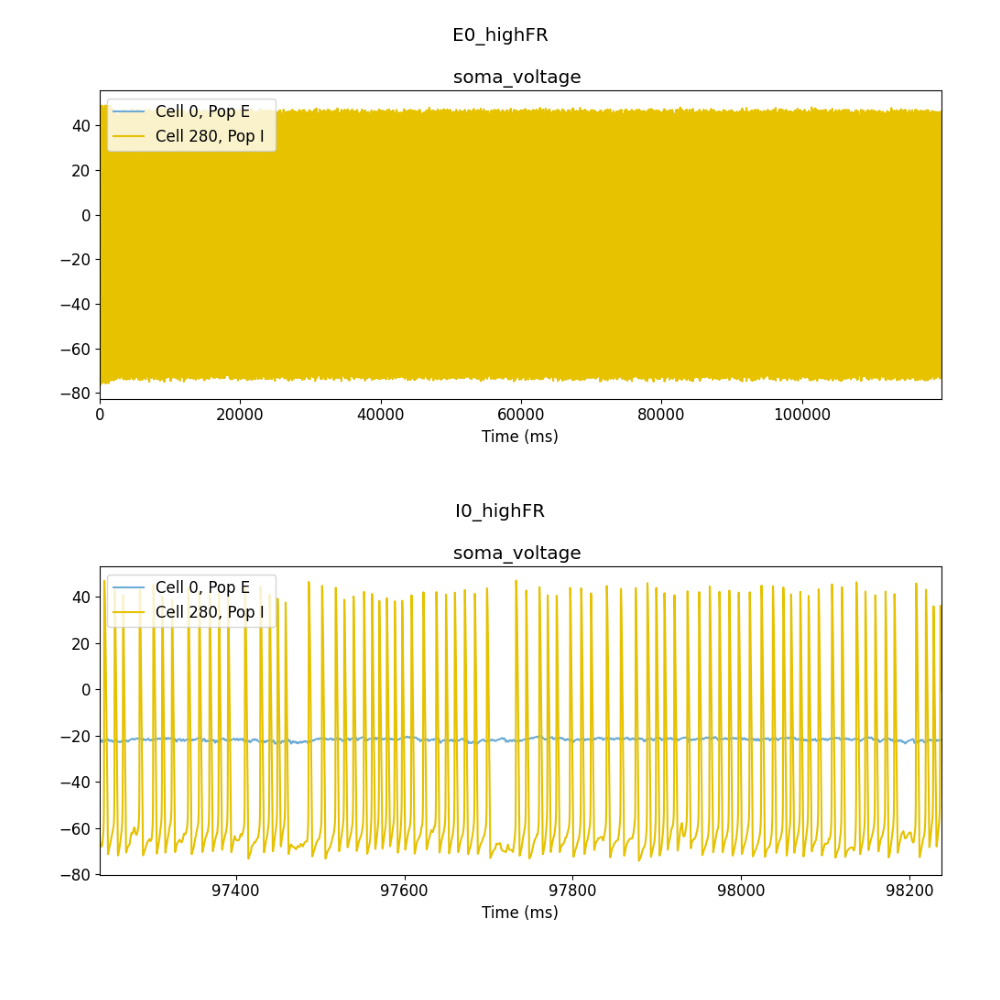 E0_highFR
soma_voltage
Cell 0, Pop E
Cell 280, Pop I
40
20
0
−20
−40
−60
−80
0 20000 40000 60000 80000 100000
Time (ms)
I0_highFR
soma_voltage
Cell 0, Pop E
Cell 280, Pop I
40
20
0
−20
−40
−60
−80
97400 97600 97800 98000 98200
Time (ms)